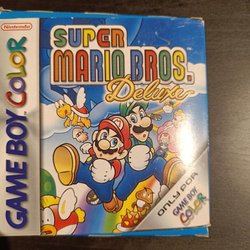 Nintendo
GAME BOY COLOR
SUPER
MARIO BROS.
Deluxe
ONLY FOR
GAME BOY
COLOR